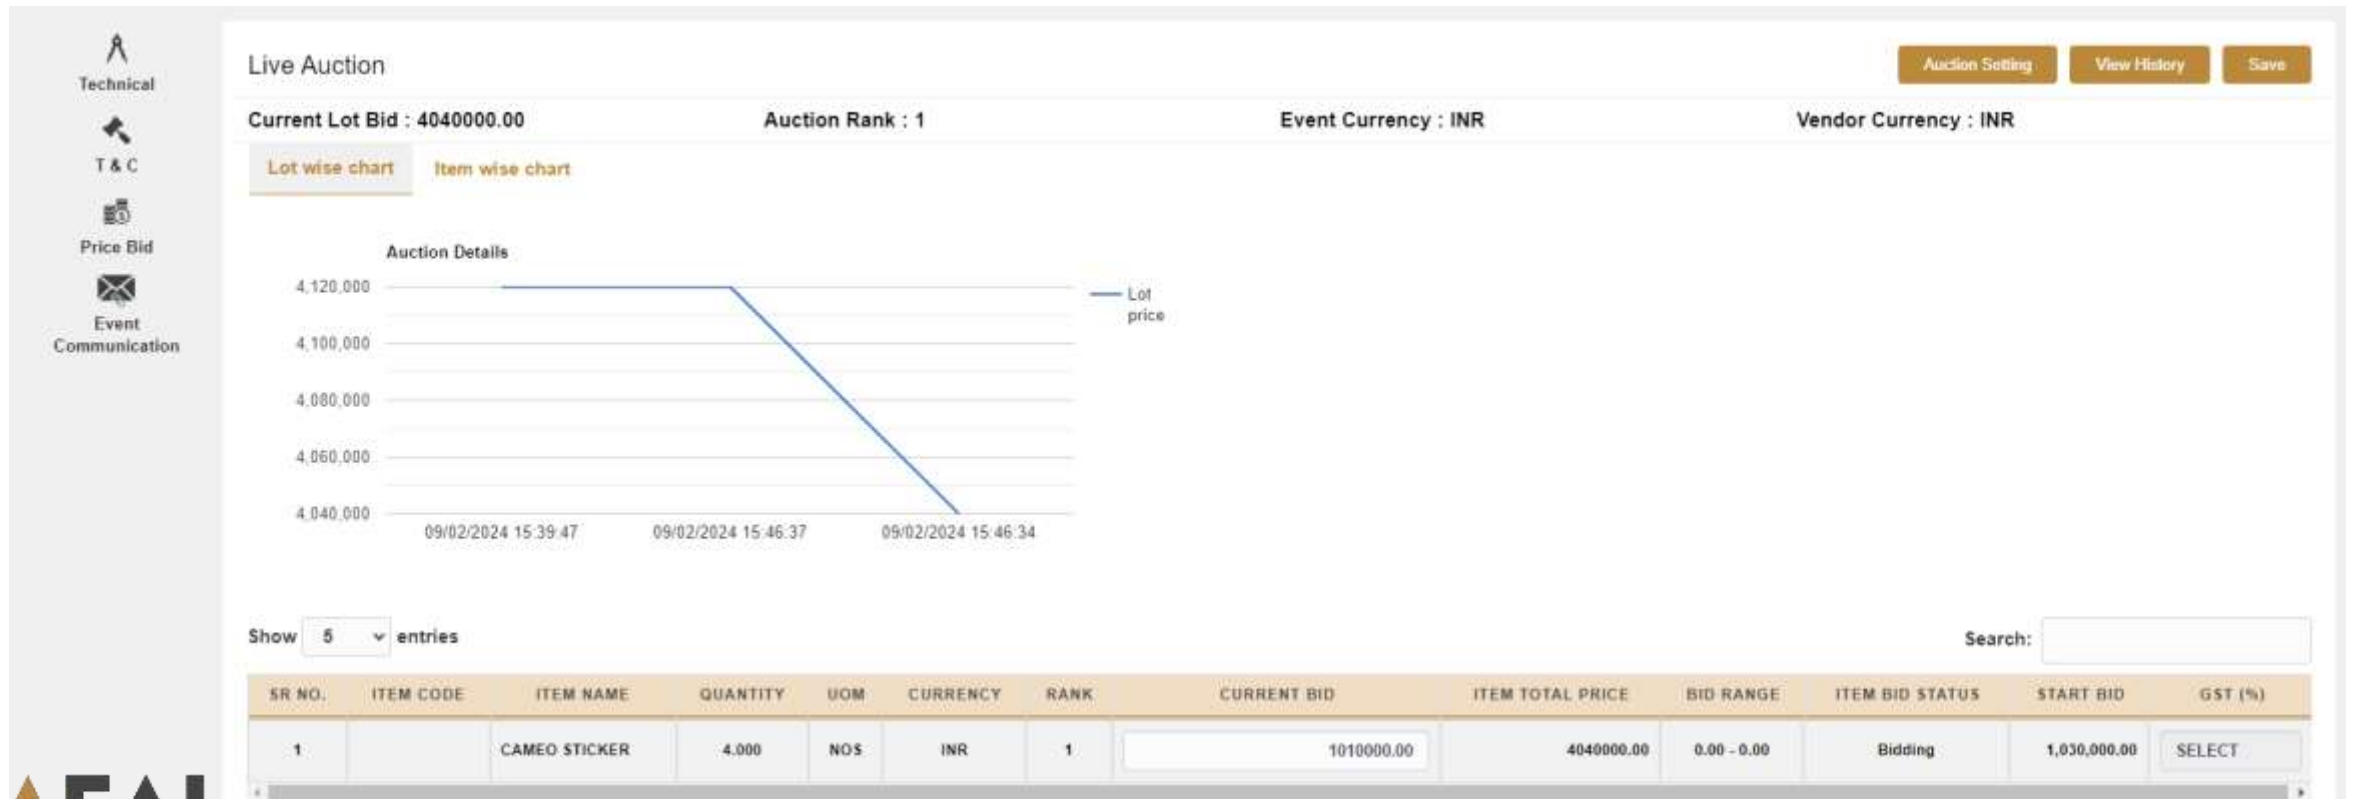 Technical
T & C
Price Bid
Event
Communication
Live Auction
Auction Setting
View History
Save
Current Lot Bid : 4040000.00
Auction Rank : 1
Event Currency : INR
Vendor Currency : INR
Lot wise chart
Item wise chart
Auction Details
4,120,000
4,100,000
4,080,000
4,060,000
4,040,000
09/02/2024 15:39:47
09/02/2024 15:46:37
09/02/2024 15:46:34
Lot
price
Show 5 entries
Search:
SR NO. ITEM CODE ITEM NAME QUANTITY UOM CURRENCY RANK CURRENT BID ITEM TOTAL PRICE BID RANGE ITEM BID STATUS START BID GST (%)
1 CAMEO STICKER 4.000 NOS INR 1 1010000.00 4040000.00 0.00 - 0.00 Bidding 1,030,000.00 SELECT